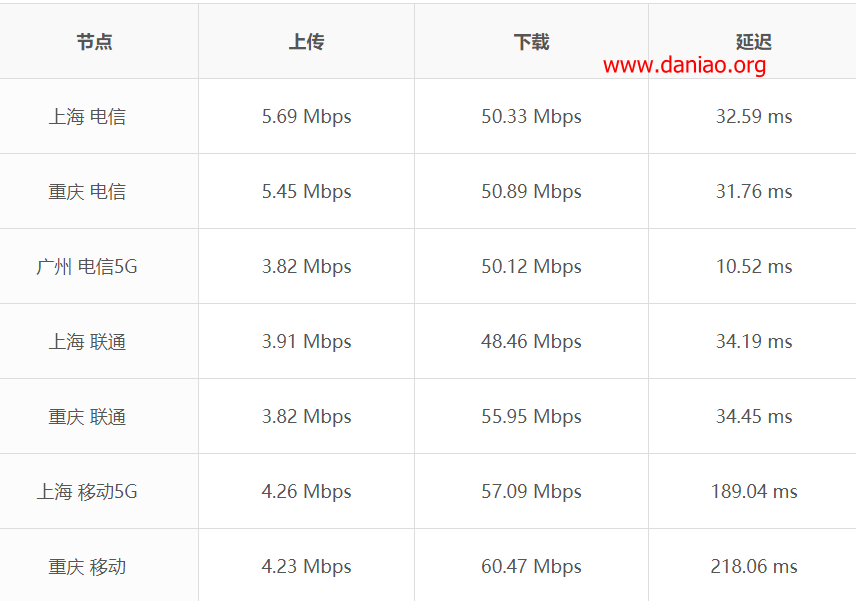 节点 上传 下载 延迟
www.daniao.org
上海 电信 5.69 Mbps 50.33 Mbps 32.59 ms
重庆 电信 5.45 Mbps 50.89 Mbps 31.76 ms
广州 电信5G 3.82 Mbps 50.12 Mbps 10.52 ms
上海 联通 3.91 Mbps 48.46 Mbps 34.19 ms
重庆 联通 3.82 Mbps 55.95 Mbps 34.45 ms
上海 移动5G 4.26 Mbps 57.09 Mbps 189.04 ms
重庆 移动 4.23 Mbps 60.47 Mbps 218.06 ms